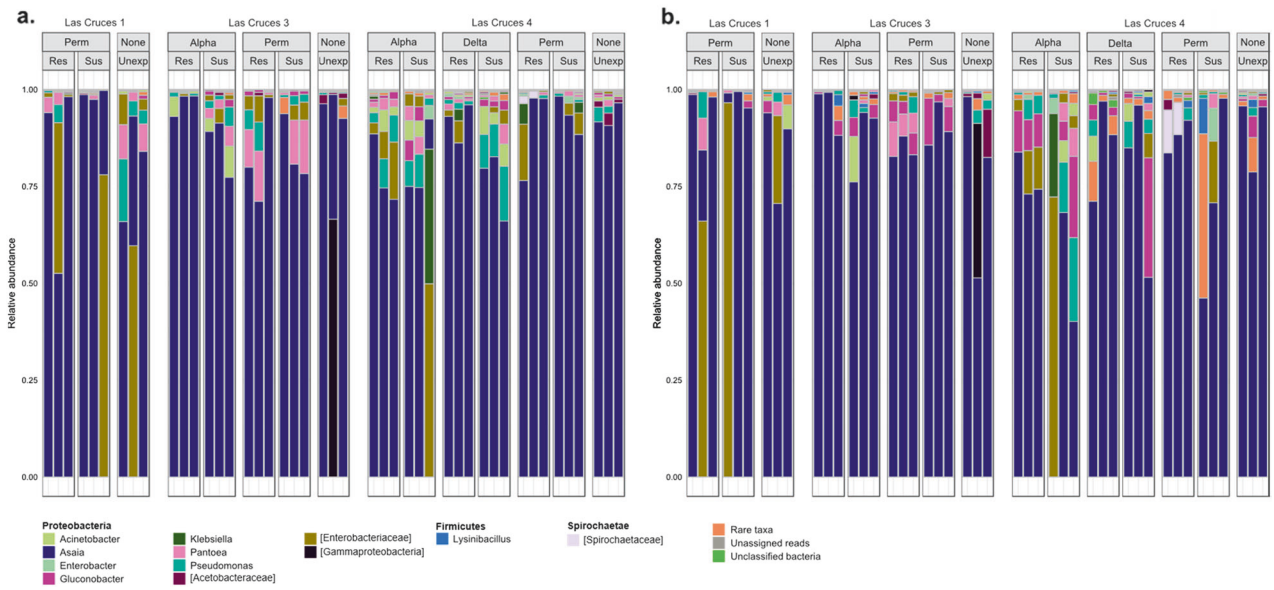 a.
Las Cruces 1
Las Cruces 3
Las Cruces 4
Perm
None
Alpha
Perm
None
Alpha
Delta
Perm
None
Res
Sus
Unexp
Res
Sus
Res
Sus
Unexp
Res
Sus
Res
Sus
Res
Sus
Unexp
Relative abundance
1.00
0.75
0.50
0.25
0.00
b.
Las Cruces 1
Las Cruces 3
Las Cruces 4
Perm
None
Alpha
Perm
None
Alpha
Delta
Perm
None
Res
Sus
Unexp
Res
Sus
Res
Sus
Unexp
Res
Sus
Res
Sus
Res
Sus
Unexp
Relative abundance
1.00
0.75
0.50
0.25
0.00
Proteobacteria
Acinetobacter
Asaia
Enterobacter
Gluconobacter
Klebsiella
Pantoea
Pseudomonas
[Acetobacteraceae]
[Enterobacteriaceae]
[Gammaproteobacteria]
Firmicutes
Lysinibacillus
Spirochaetae
[Spirochaetaceae]
Rare taxa
Unassigned reads
Unclassified bacteria